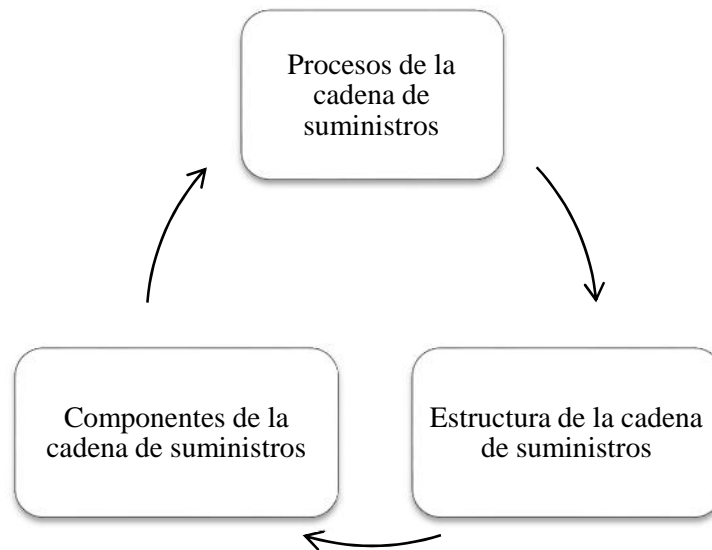 Procesos de la
cadena de
suministros
Componentes de la
cadena de suministros
Estructura de la cadena
de suministros